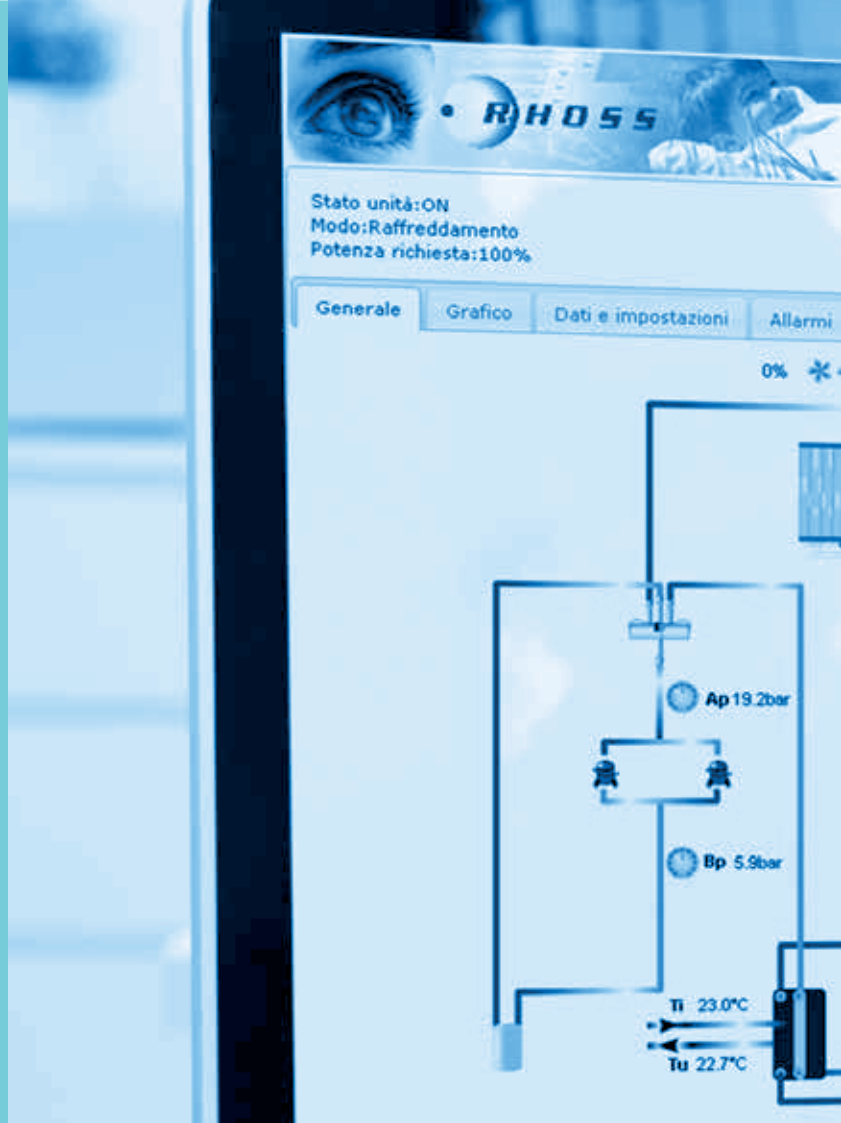 RHOSS
Stato unità:ON
Modo:Raffreddamento
Potenza richiesta:100%
Generale Grafico Dati e impostazioni Allarmi
0%
Ap 19.2bar
Bp 5.9bar
Ti 23.0°C
Tu 22.7°C